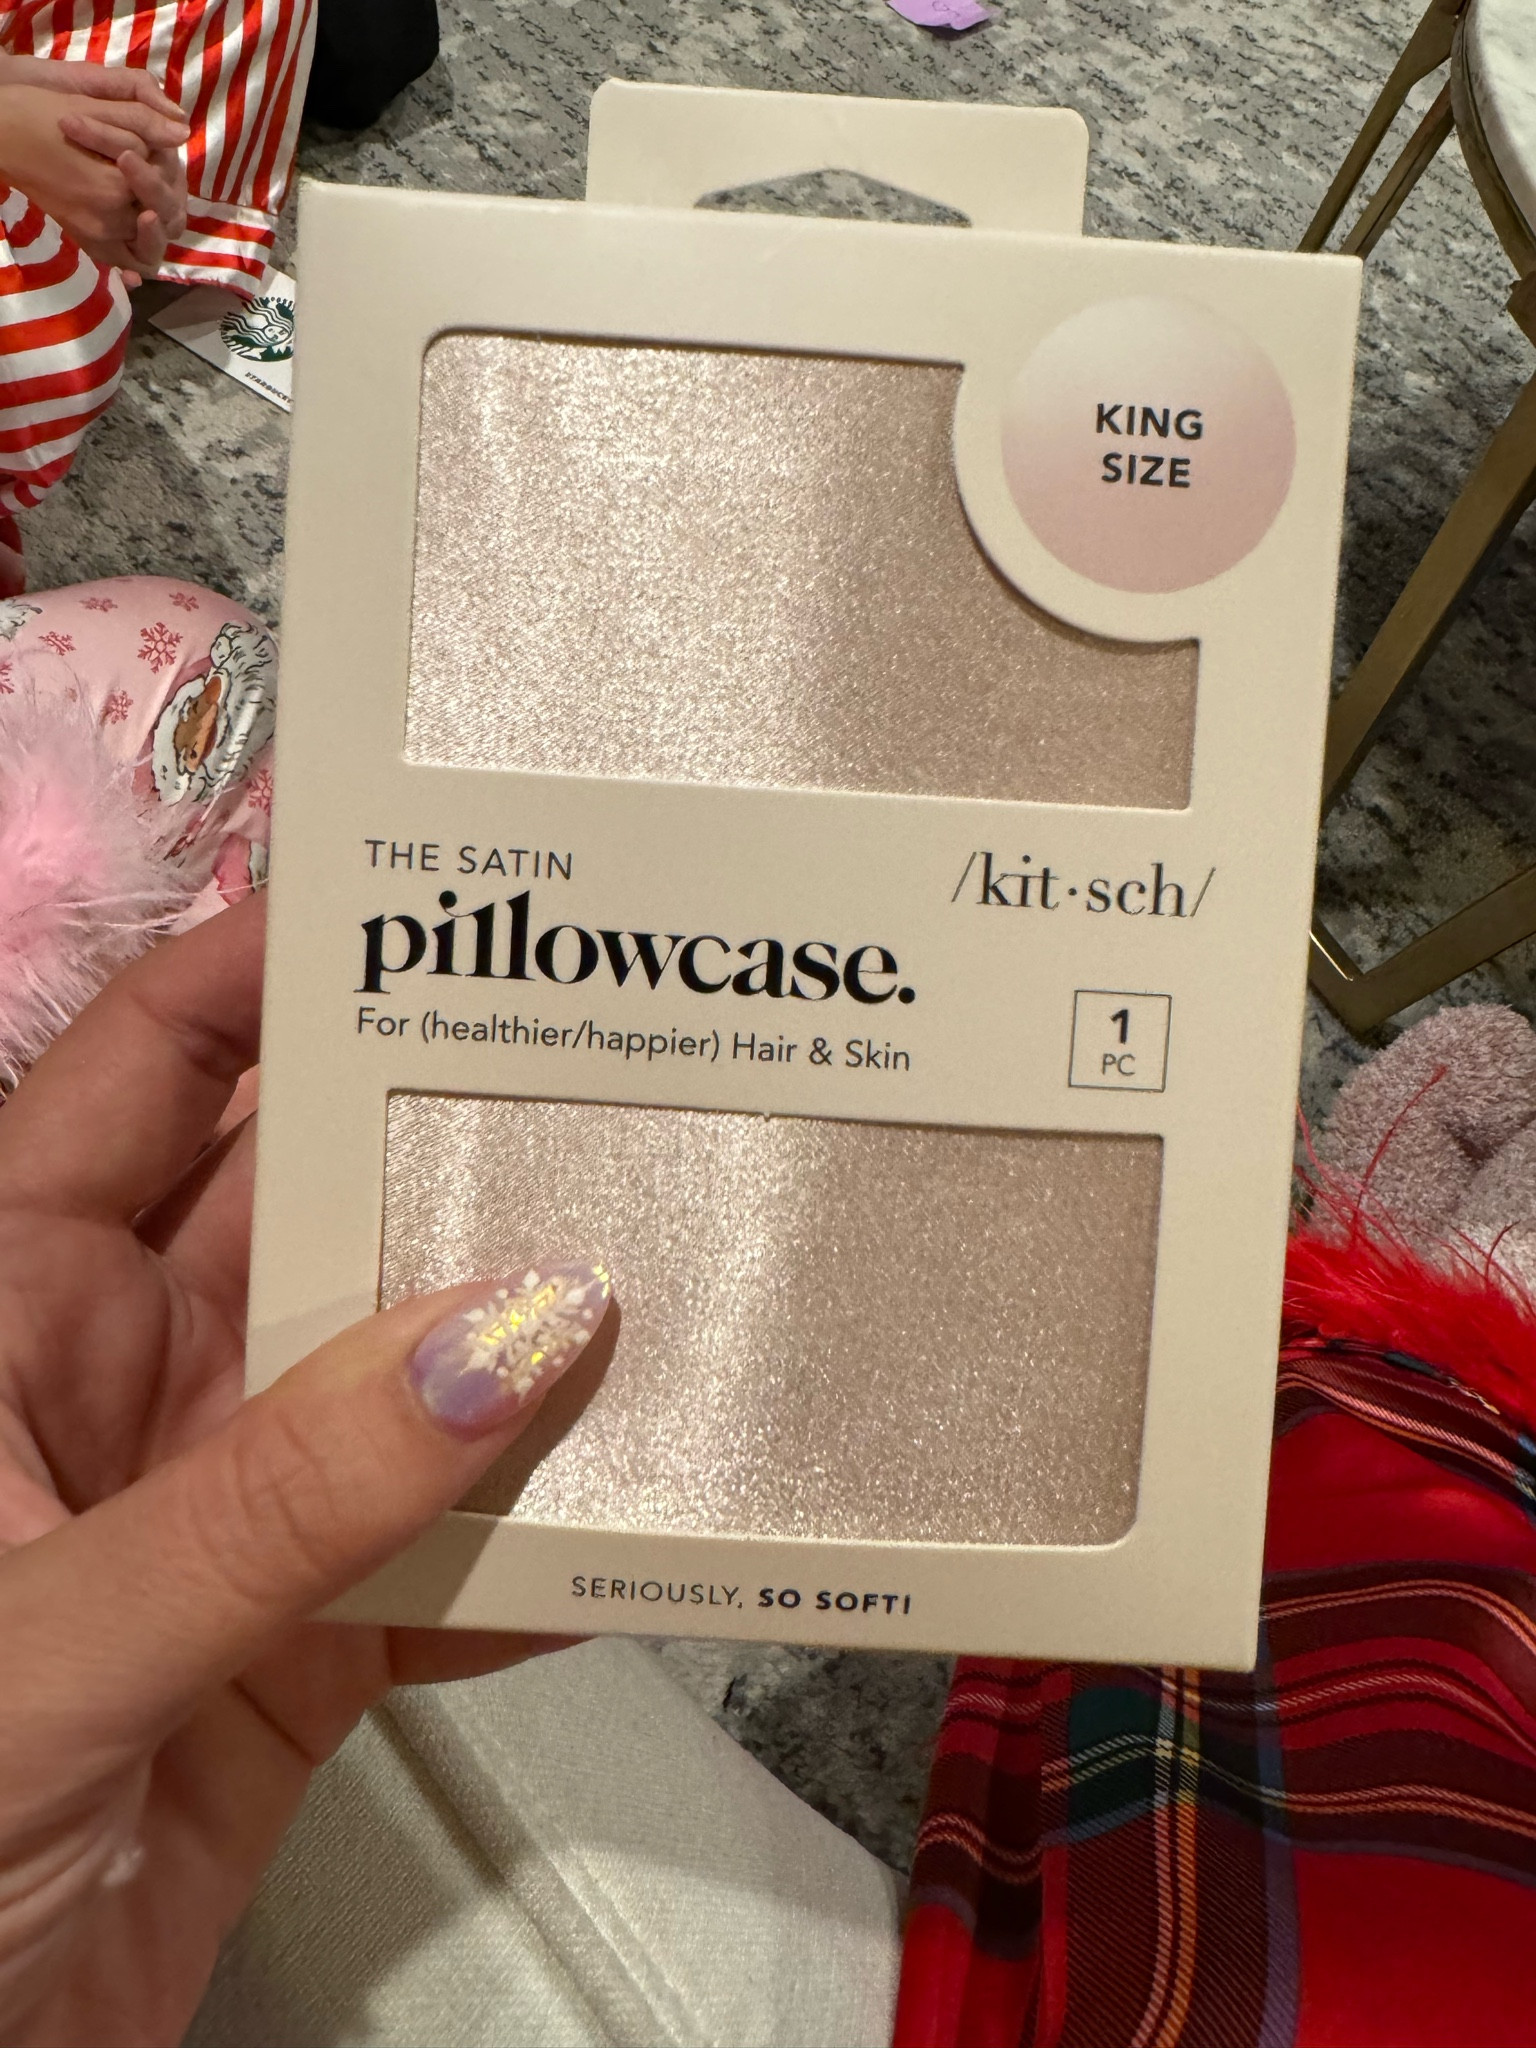 KING
SIZE
THE SATIN
pillowcase.
/kit·sch/
For (healthier/happier) Hair & Skin
1
PC
SERIOUSLY, SO SOFT!